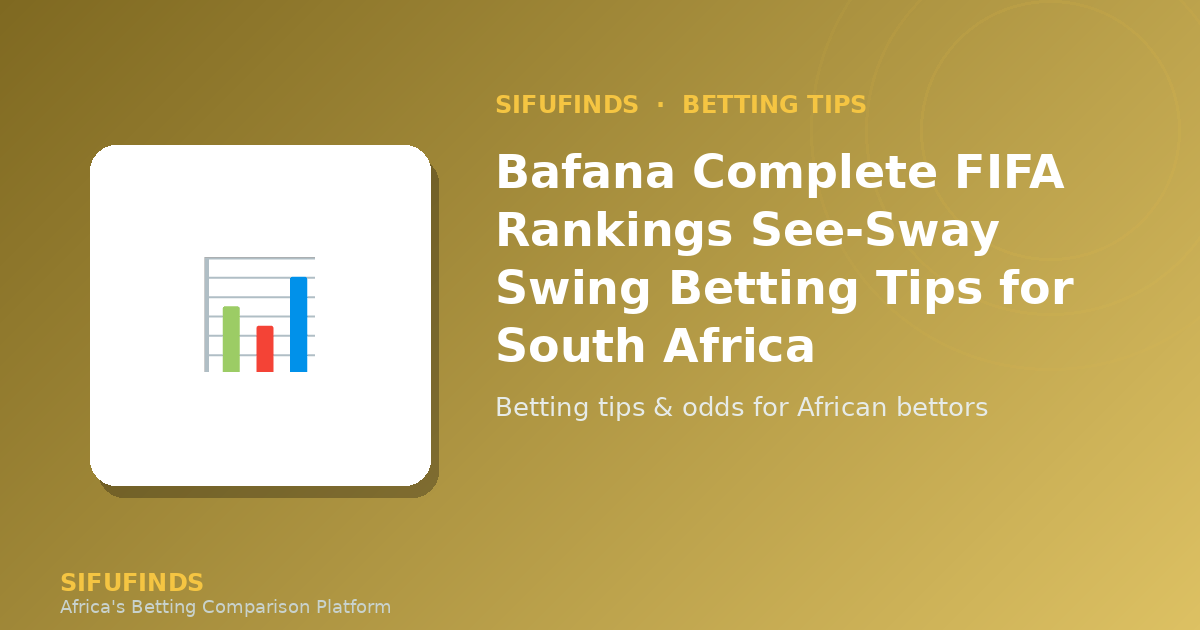 SIFUFINDS · BETTING TIPS
Bafana Complete FIFA
Rankings See-Sway
Swing Betting Tips for
South Africa
Betting tips & odds for African bettors
SIFUFINDS
Africa's Betting Comparison Platform